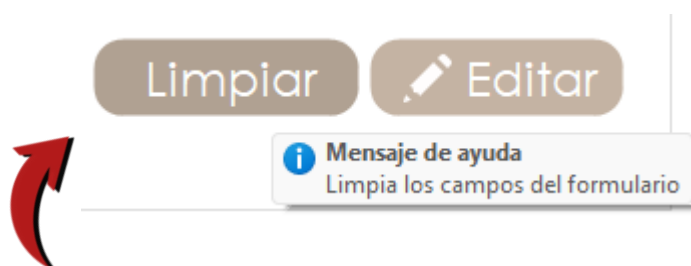 Limpiar
Editar
Mensaje de ayuda
Limpia los campos del formulario